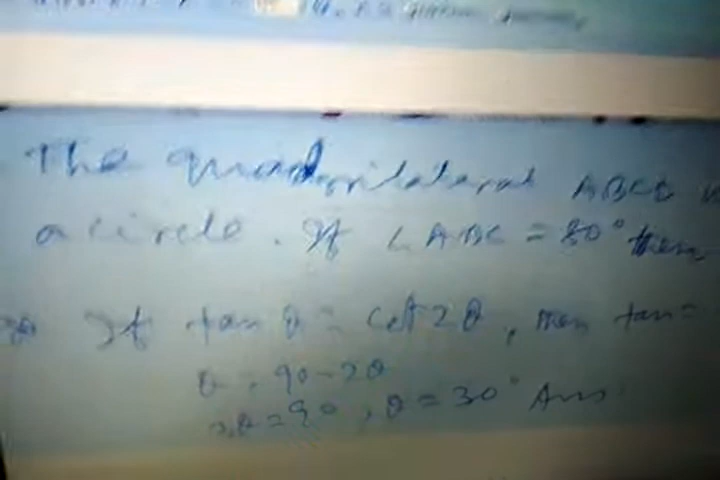 The quadrilateral ABCD
a circle. If ∠ABC = 80° then
If tan θ = cot 2θ, then tan =
θ = 90 - 2θ
3θ = 90, θ = 30° Ans